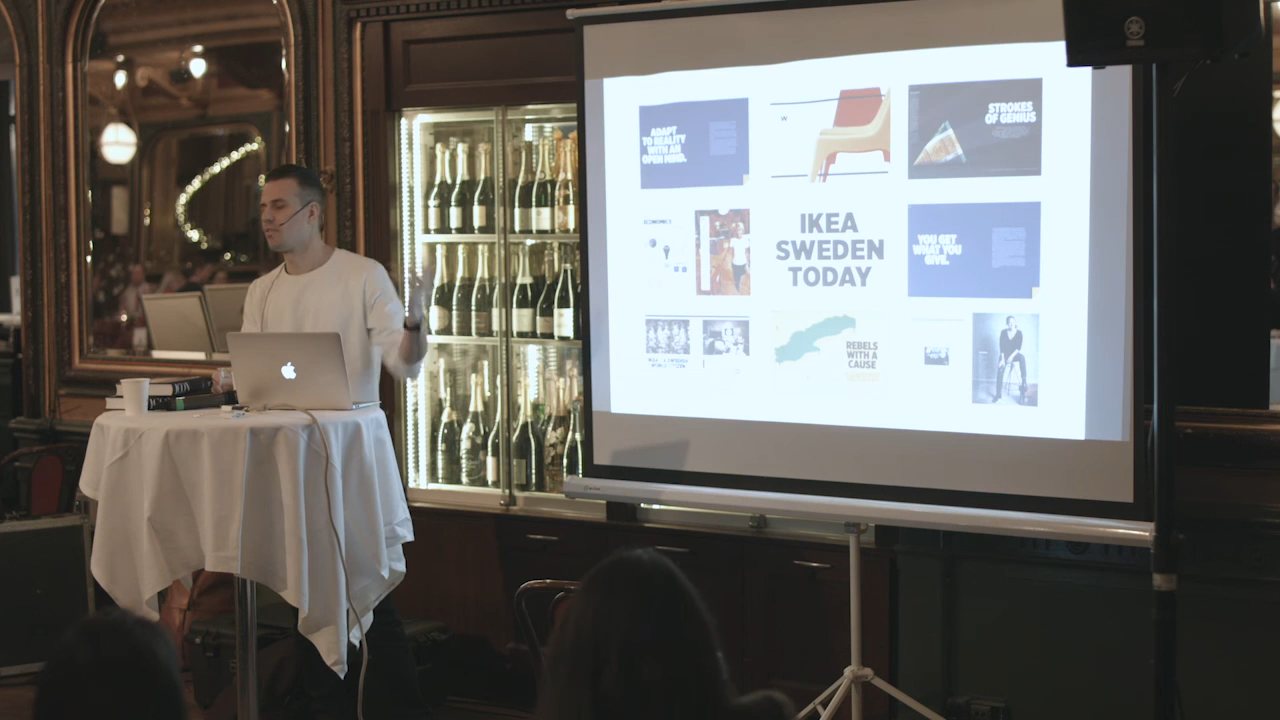 ADAPT
TO REALITY
WITH AN
OPEN MIND.
W
STROKES
OF GENIUS
ECONOMICS
IKEA
SWEDEN
TODAY
YOU GET
WHAT YOU
GIVE.
REBELS
WITH A
CAUSE